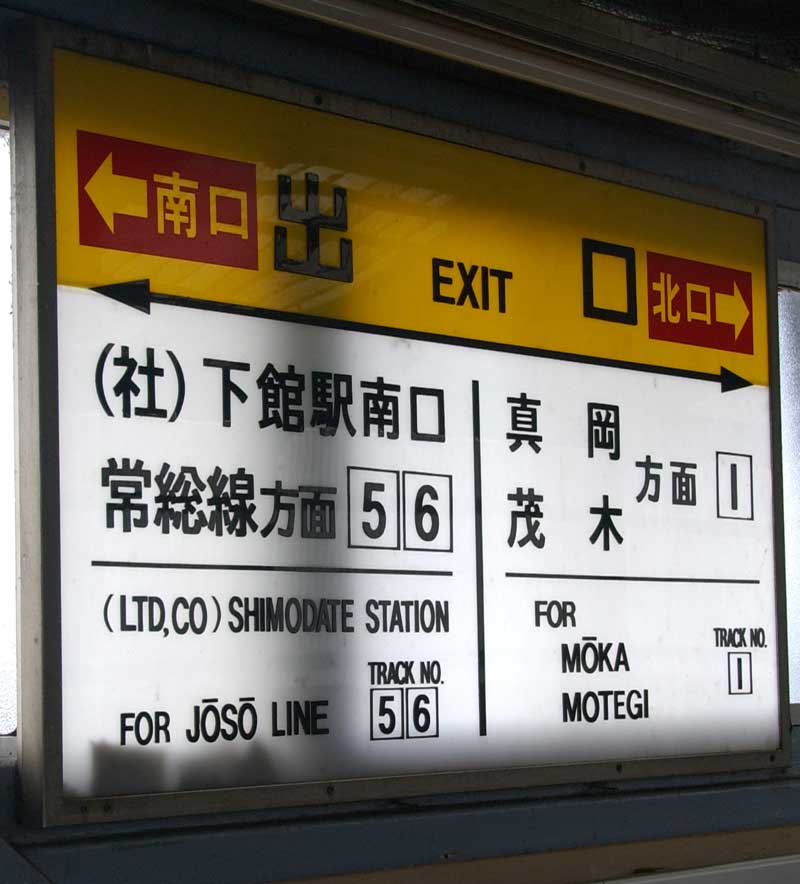 南口 出 EXIT 口 北口
(社)下館駅南口
常総線方面 5 6
(LTD,CO) SHIMODATE STATION
TRACK NO.
FOR JŌSŌ LINE 5 6
真岡
方面 1
茂木
FOR
MŌKA
MOTEGI
TRACK NO.
1